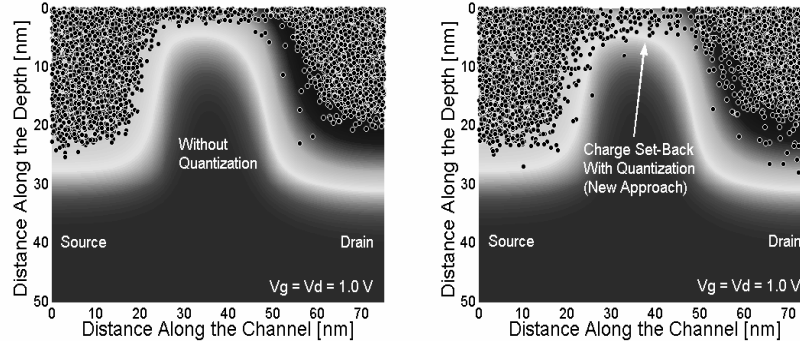 Distance Along the Depth [nm]
0
10
20
30
40
50
Without
Quantization
Source
Drain
Vg = Vd = 1.0 V
0 10 20 30 40 50 60 70
Distance Along the Channel [nm]
Distance Along the Depth [nm]
0
10
20
30
40
50
Charge Set-Back
With Quantization
(New Approach)
Source
Drain
Vg = Vd = 1.0 V
0 10 20 30 40 50 60 70
Distance Along the Channel [nm]